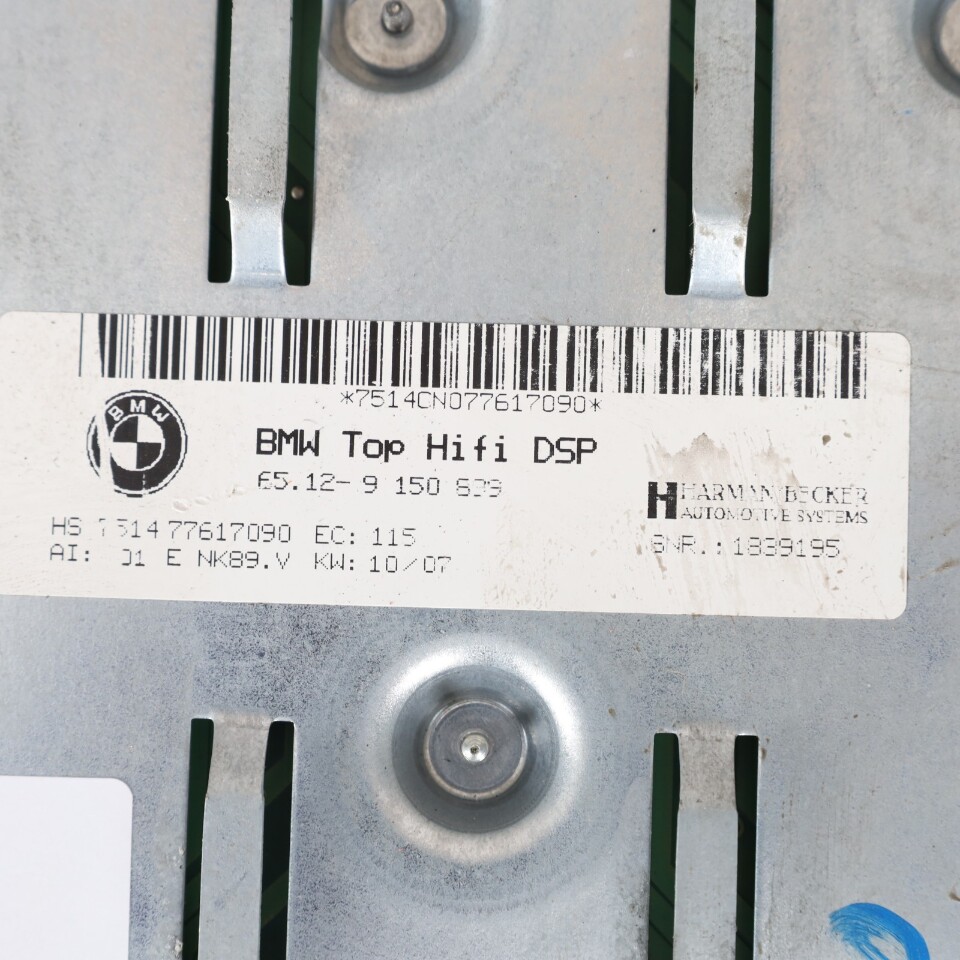 *7514CN077617090*
BMW
BMW Top Hifi DSP
65.12- 9 150 839
HARMAN/BECKER
AUTOMOTIVE SYSTEMS
HS 7514 77617090 EC: 115
SNR.: 1839195
AI: 01 E NK89.V KW: 10/07